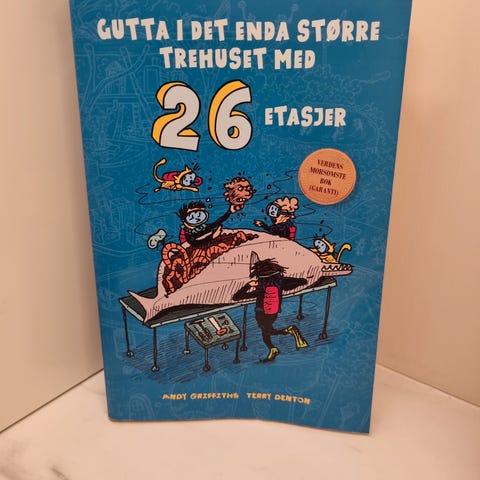 GUTTA I DET ENDA STØRRE
TREHUSET MED
26 ETASJER
VERDENS
MORSOMSTE
BOK
(GARANTI)
ANDY GRIFFITHS TERRY DENTON